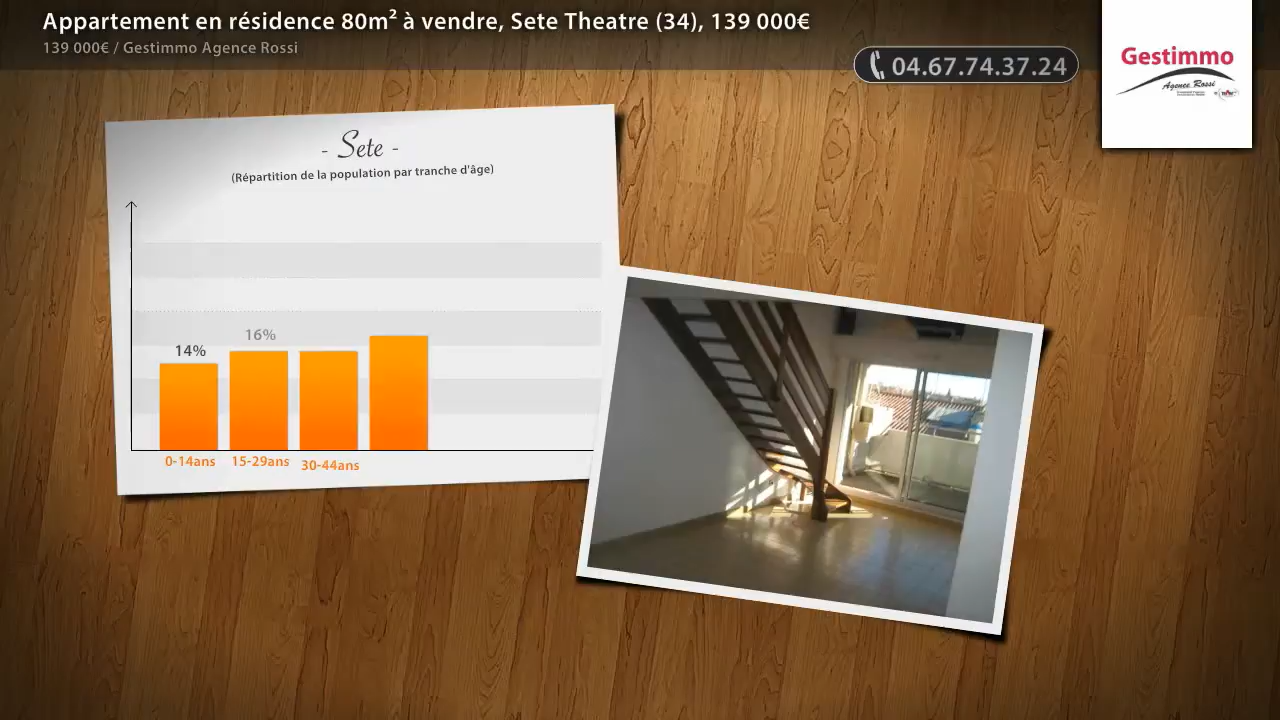 Appartement en résidence 80m² à vendre, Sete Theatre (34), 139 000€
139 000€ / Gestimmo Agence Rossi
04.67.74.37.24
Gestimmo
Agence Rossi
- Sete -
(Répartition de la population par tranche d'âge)
14%
16%
0-14ans
15-29ans
30-44ans